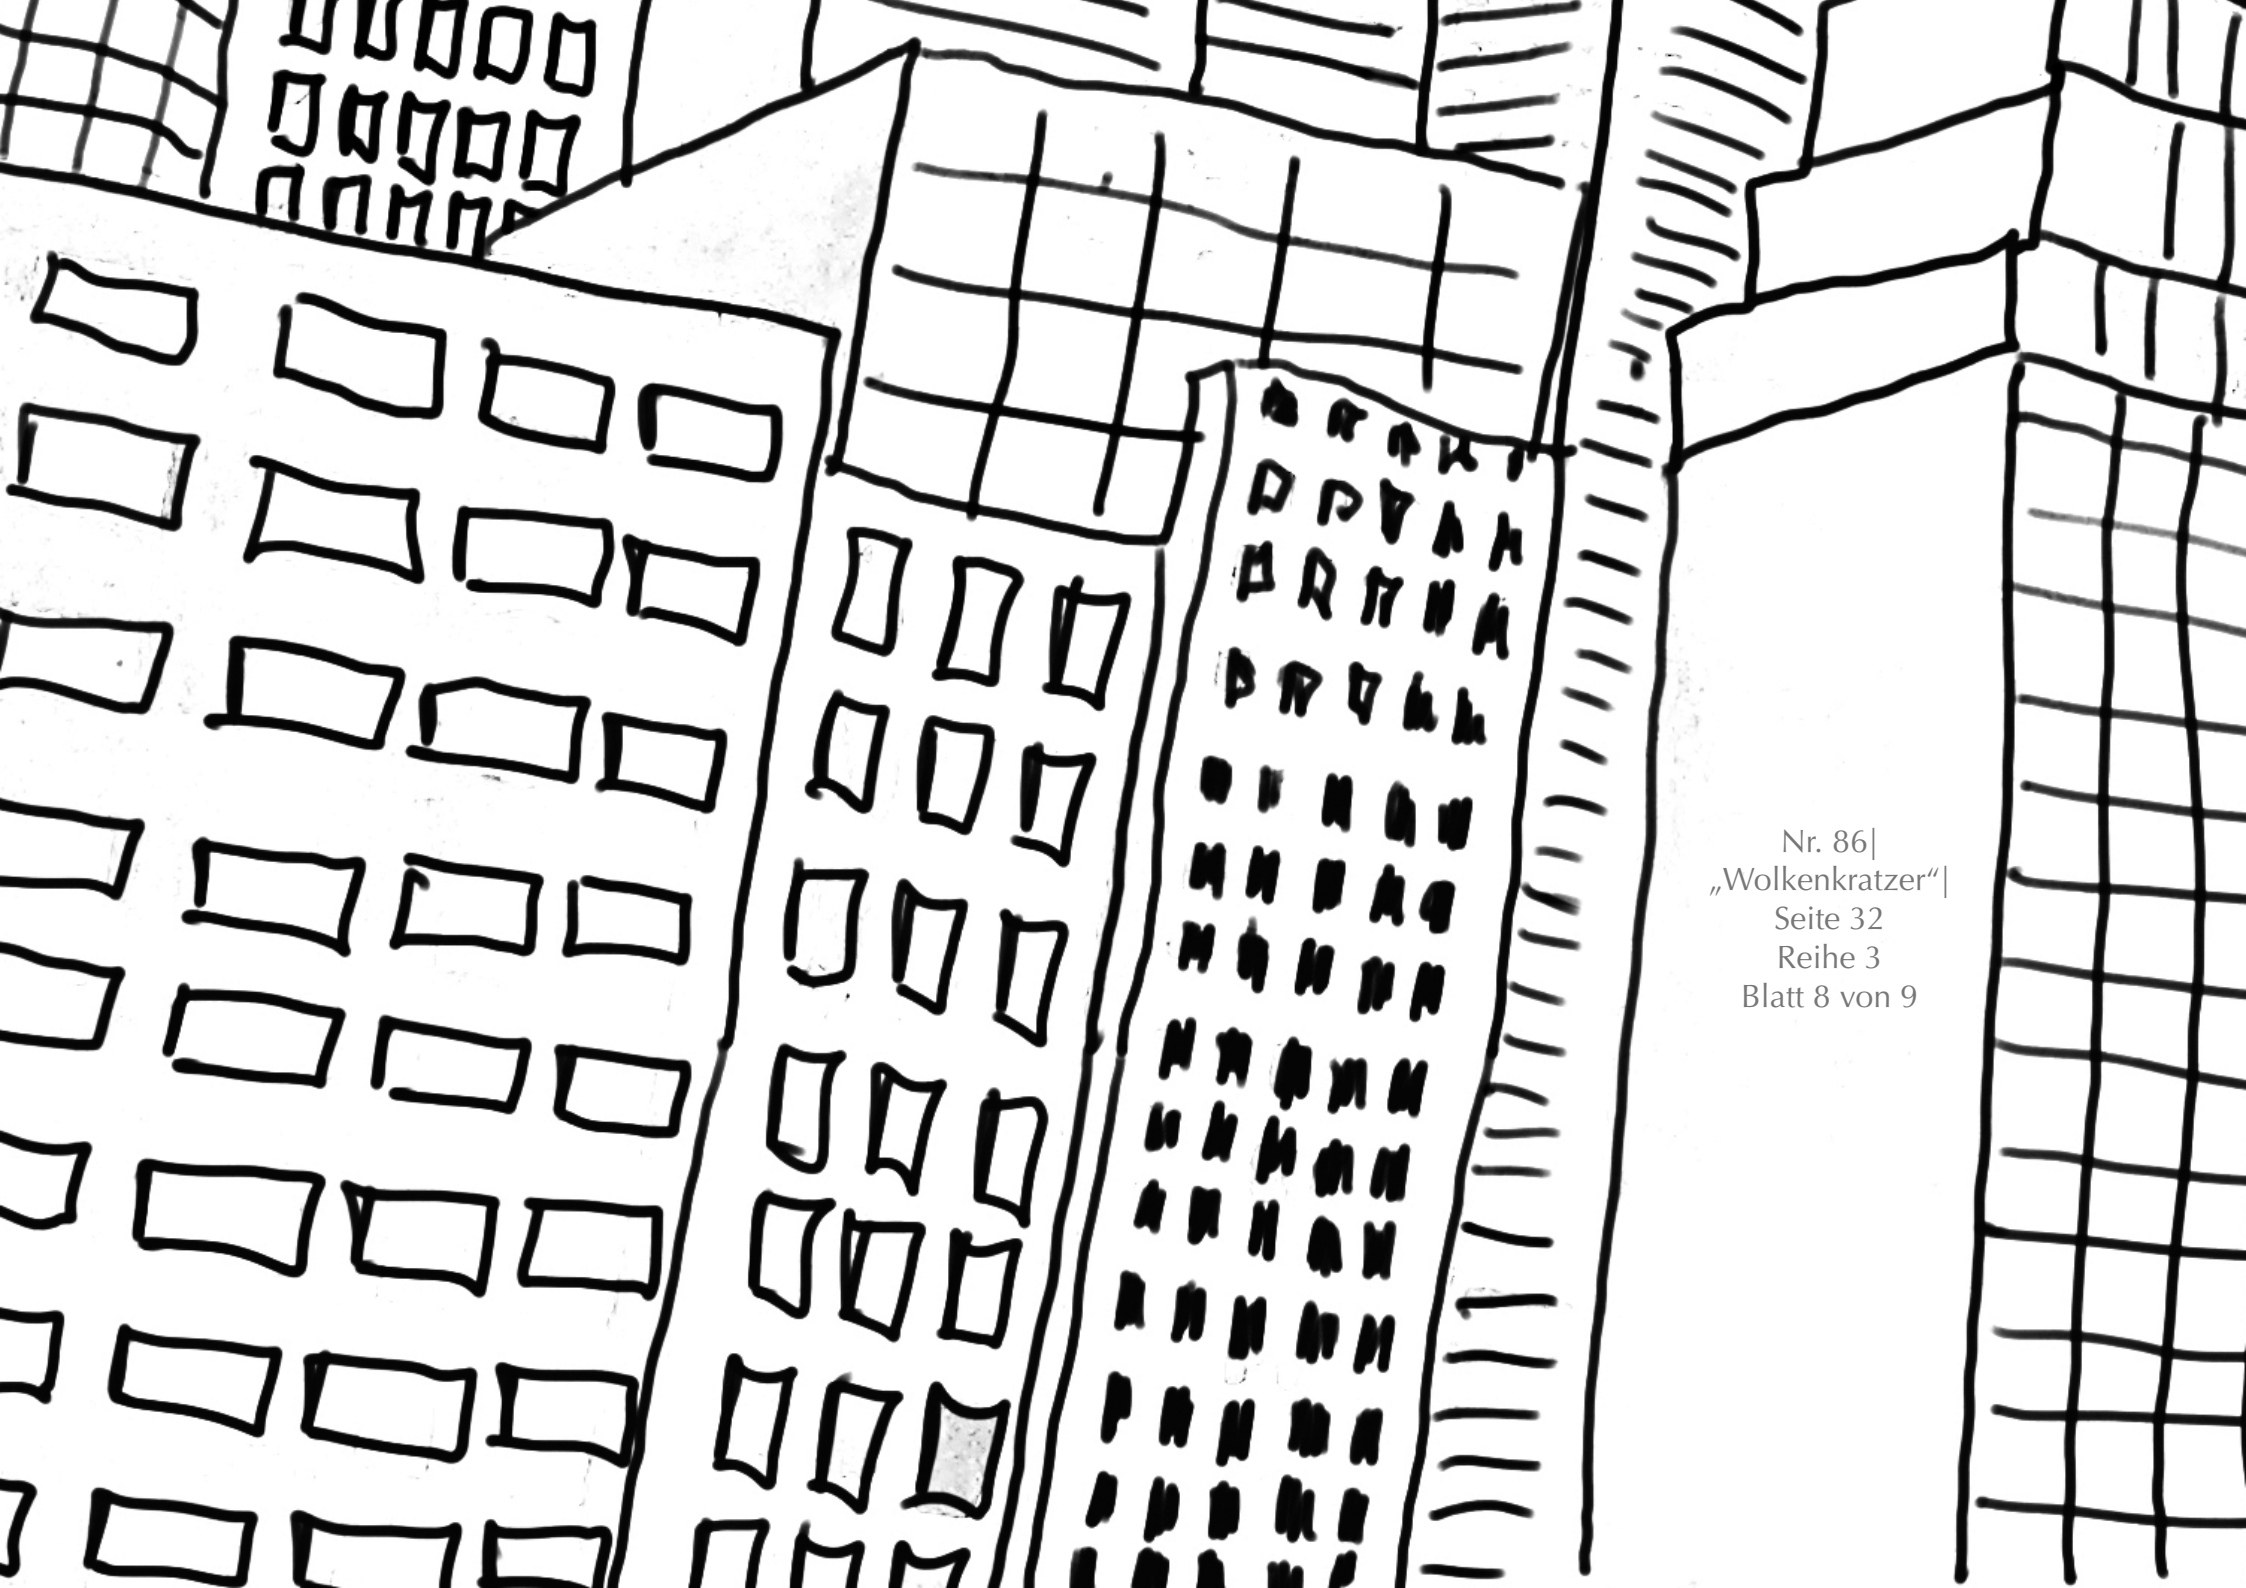 Nr. 86|
„Wolkenkratzer“|
Seite 32
Reihe 3
Blatt 8 von 9